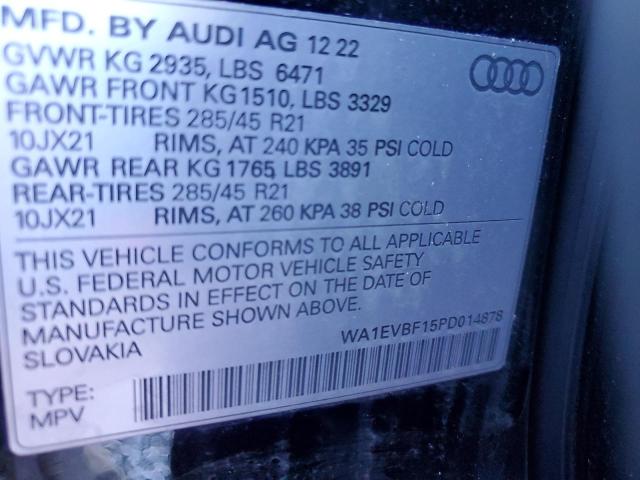 MFD. BY AUDI AG 12 22
GVWR KG 2935, LBS 6471
GAWR FRONT KG 1510, LBS 3329
FRONT-TIRES 285/45 R21
10JX21 RIMS, AT 240 KPA 35 PSI COLD
GAWR REAR KG 1765, LBS 3891
REAR-TIRES 285/45 R21
10JX21 RIMS, AT 260 KPA 38 PSI COLD
THIS VEHICLE CONFORMS TO ALL APPLICABLE
U.S. FEDERAL MOTOR VEHICLE SAFETY
STANDARDS IN EFFECT ON THE DATE OF
MANUFACTURE SHOWN ABOVE.
SLOVAKIA WA1EVBF15PD014878
TYPE:
MPV